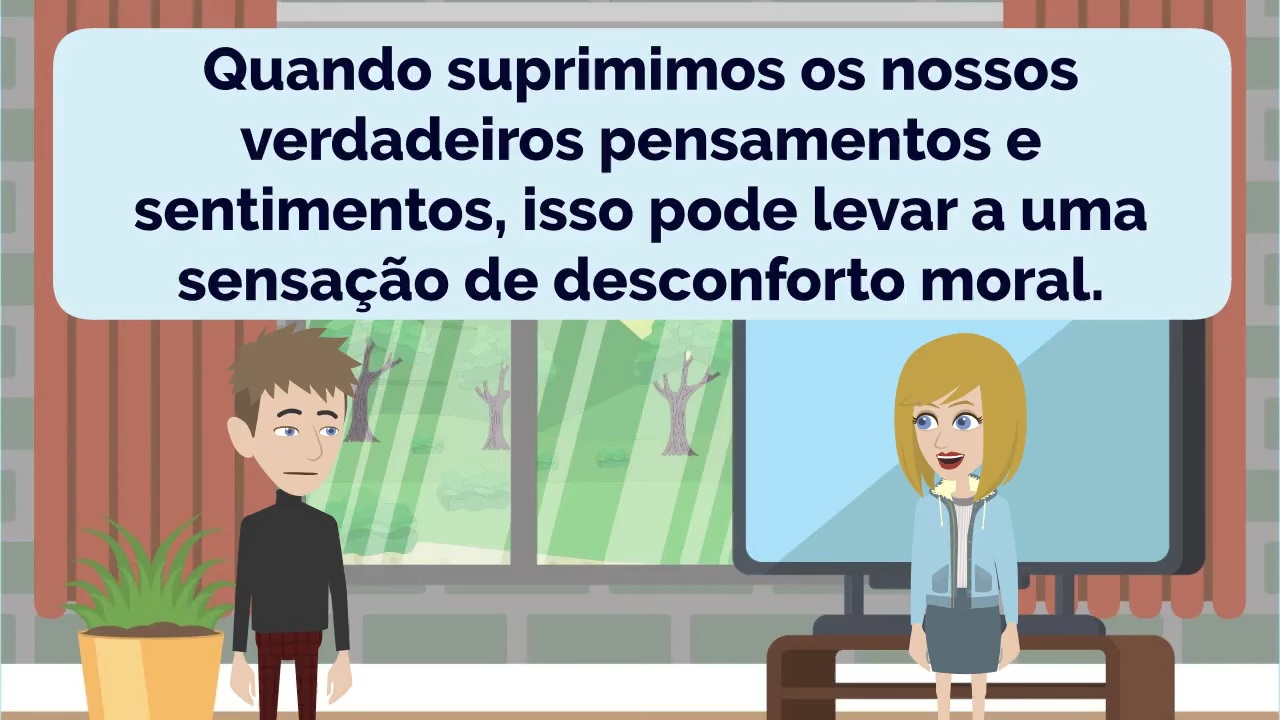 Quando suprimimos os nossos
verdadeiros pensamentos e
sentimentos, isso pode levar a uma
sensação de desconforto moral.